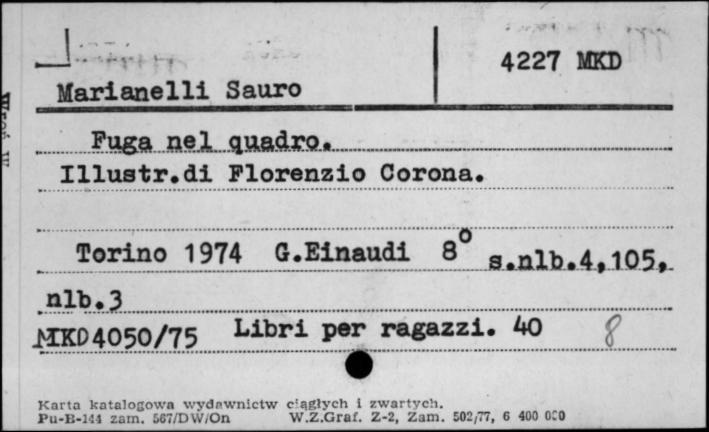 4227 MKD
Marianelli Sauro
Fuga nel quadro.
Illustr.di Florenzio Corona.
Torino 1974 G.Einaudi 8° s.nlb.4,105,
nlb.3
MKD4050/75 Libri per ragazzi. 40 8
Karta katalogowa wydawnictw ciągłych i zwartych.
Pu-B-144 zam. 567/DW/On W.Z.Graf. Z-2, Zam. 502/77, 6 400 000